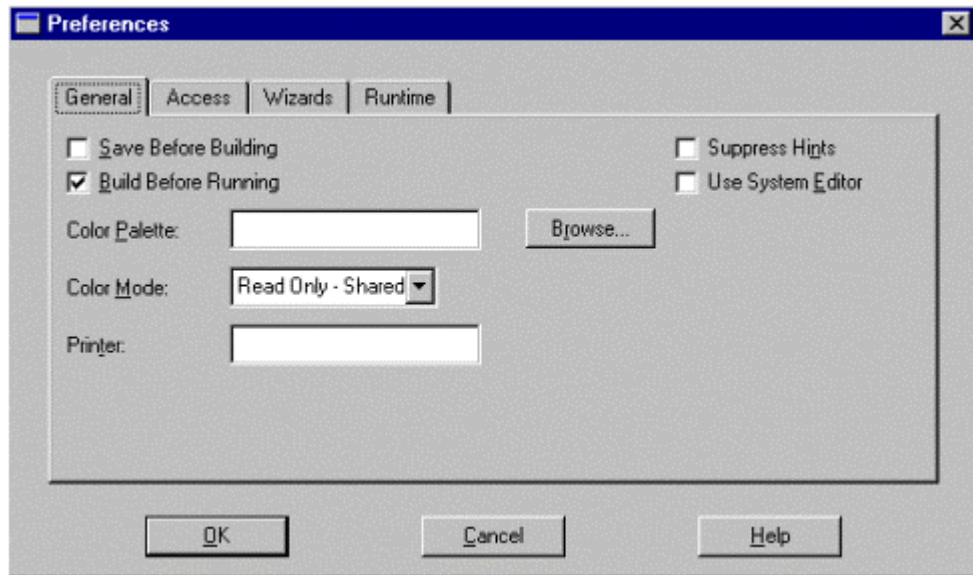 Preferences
General Access Wizards Runtime
Save Before Building Suppress Hints
Build Before Running Use System Editor
Color Palette: Browse...
Color Mode: Read Only - Shared
Printer:
OK Cancel Help